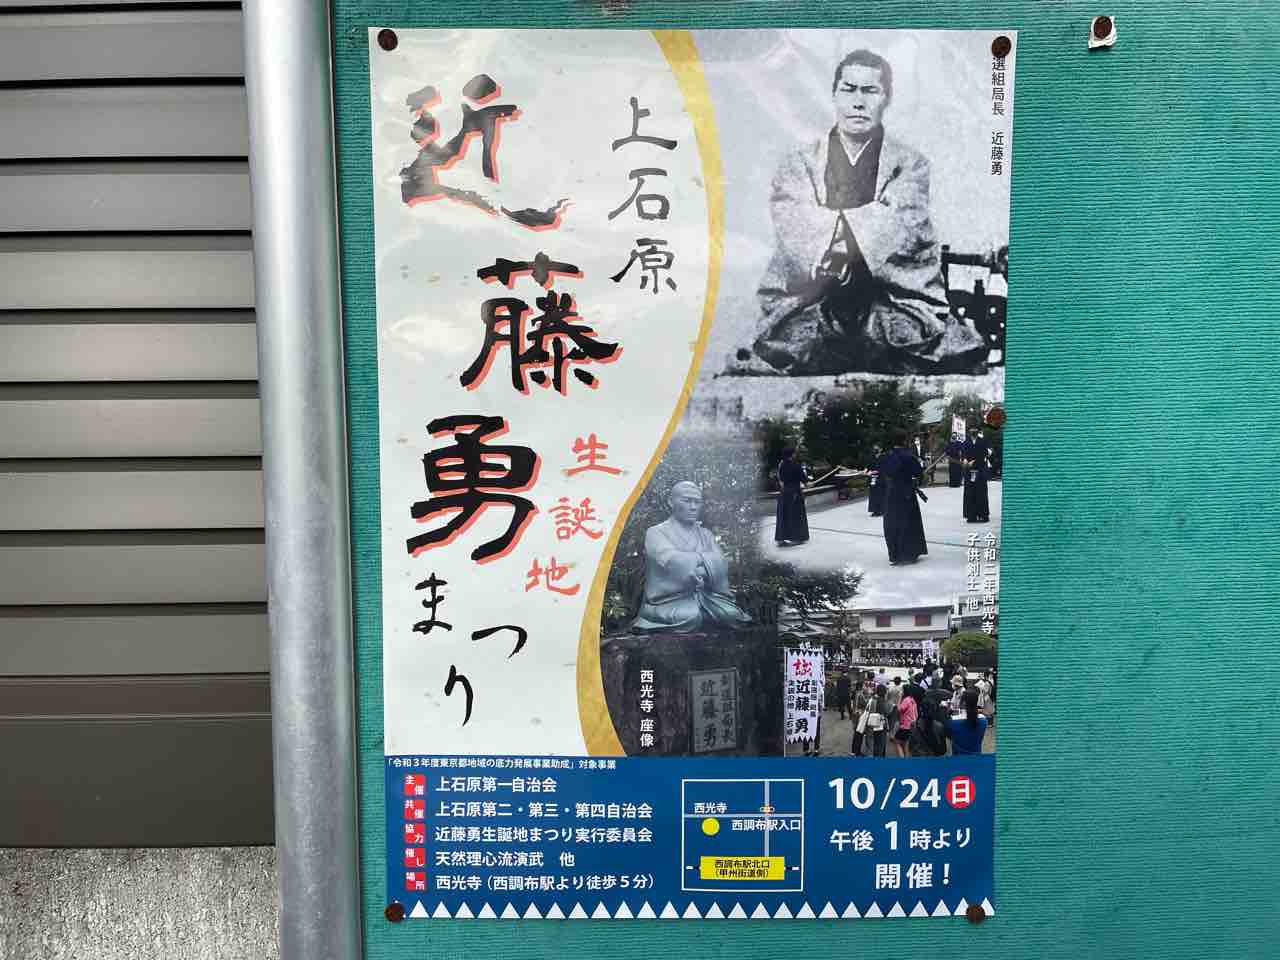 上石原
近藤勇
生誕地
まつり
選組局長 近藤勇
令和二年西光寺
子供剣士 他
西光寺 座像
近藤勇
誠
近藤勇
「令和3年度東京都地域の底力発展事業助成」対象事業
主催 上石原第一自治会
共催 上石原第二・第三・第四自治会
協力 近藤勇生誕地まつり実行委員会
催し 天然理心流演武 他
場所 西光寺(西調布駅より徒歩5分)
西光寺
西調布駅入口
西調布駅北口
(甲州街道側)
10/24日
午後1時より
開催!